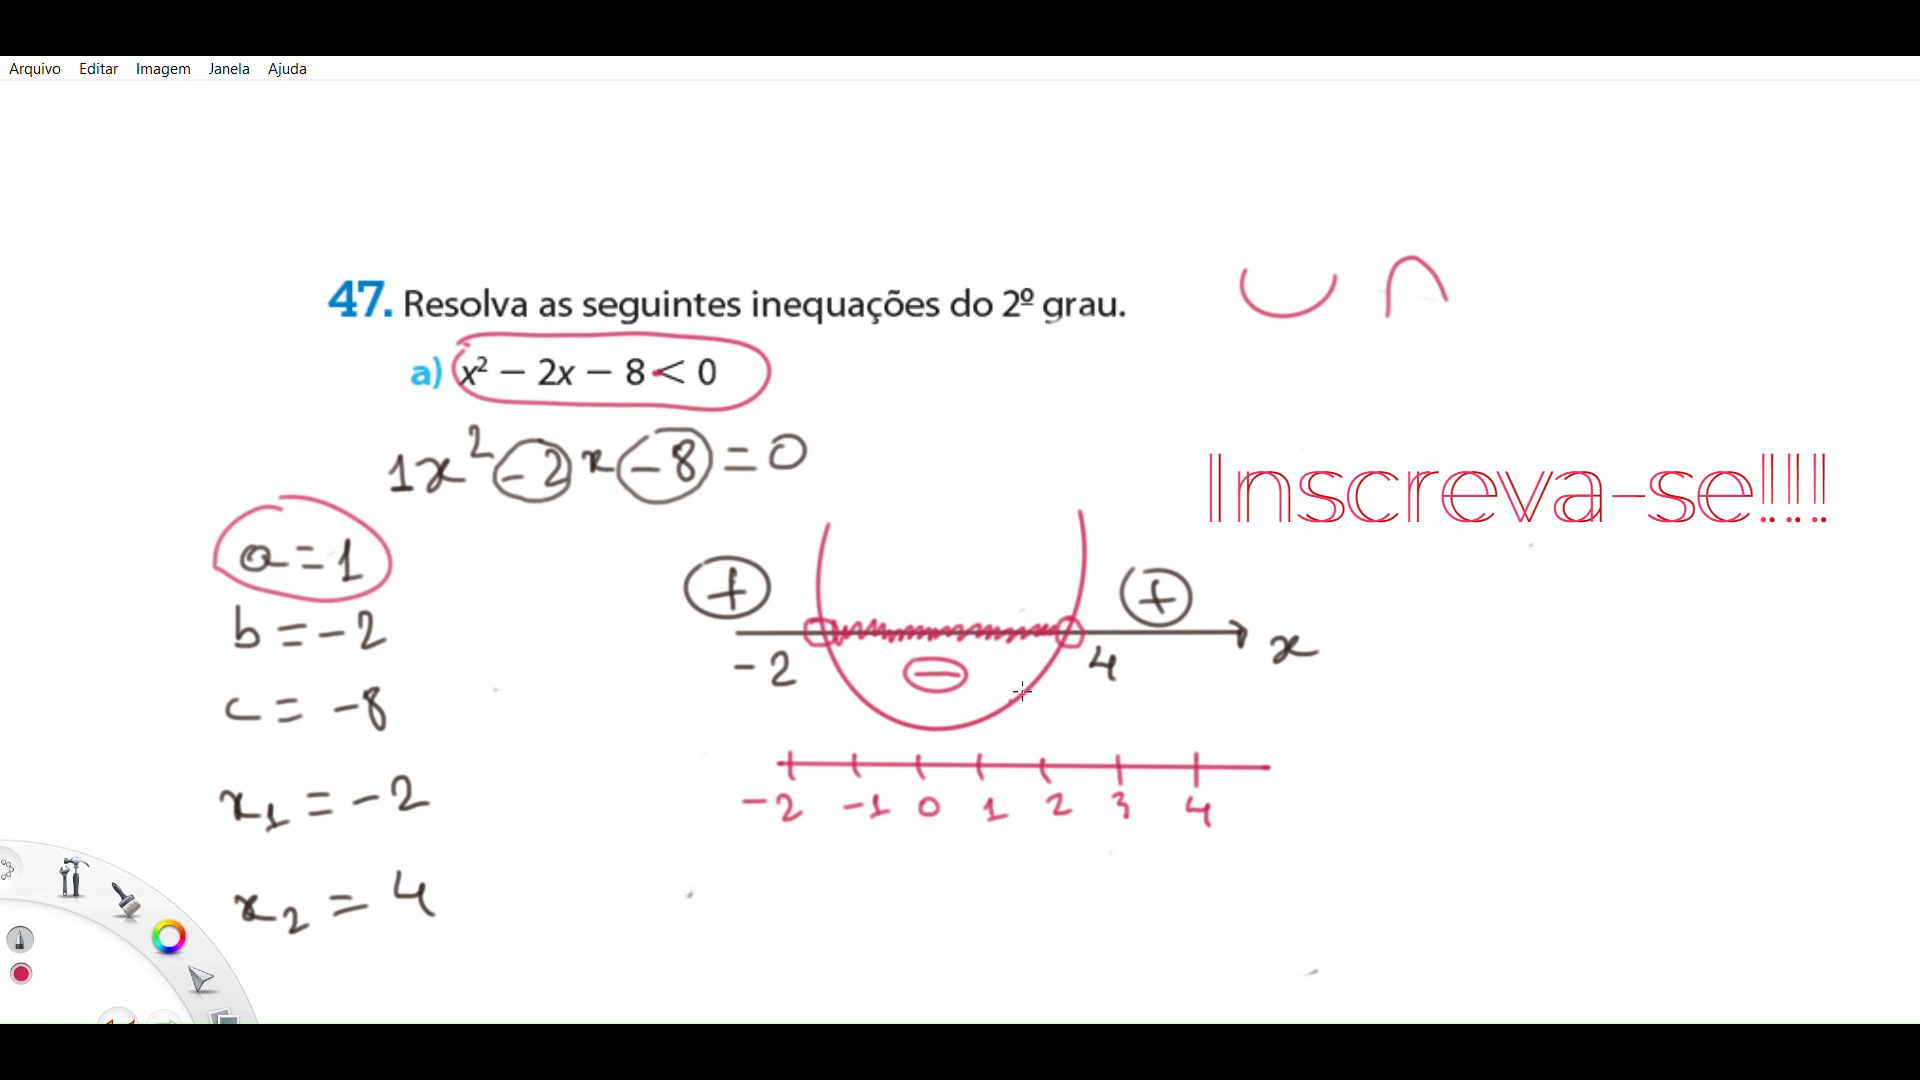 Arquivo Editar Imagem Janela Ajuda
47. Resolva as seguintes inequações do 2º grau.
a) x² − 2x − 8 < 0
1x² − 2x − 8 = 0
Inscreva-se!!!
a = 1
b = −2
c = −8
x₁ = −2
x₂ = 4
+ +
−2 4 x
−
−2 −1 0 1 2 3 4